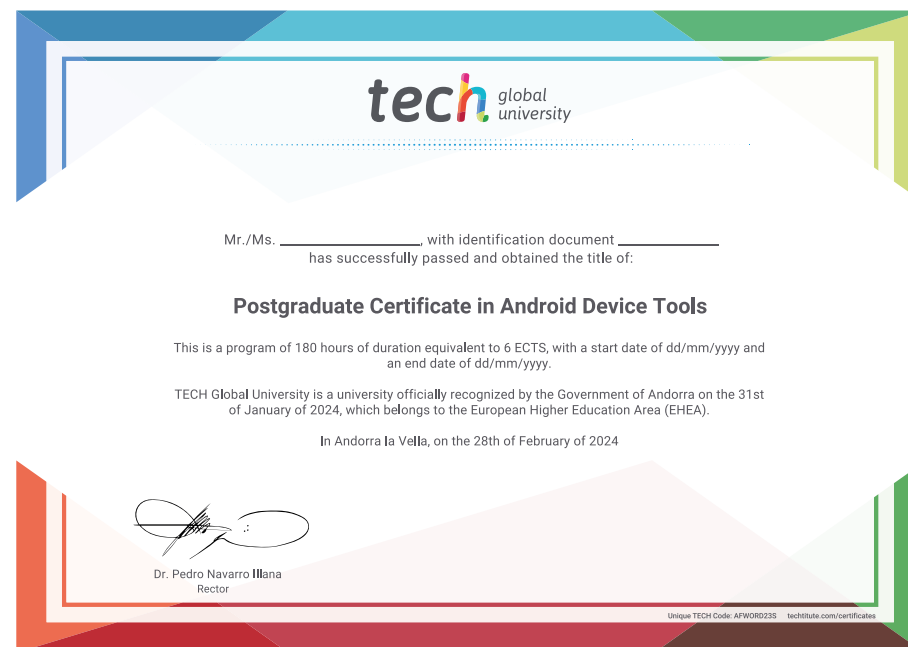 tech global university
Mr./Ms. ____________________, with identification document ______________
has successfully passed and obtained the title of:
Postgraduate Certificate in Android Device Tools
This is a program of 180 hours of duration equivalent to 6 ECTS, with a start date of dd/mm/yyyy and
an end date of dd/mm/yyyy.
TECH Global University is a university officially recognized by the Government of Andorra on the 31st
of January of 2024, which belongs to the European Higher Education Area (EHEA).
In Andorra la Vella, on the 28th of February of 2024
Dr. Pedro Navarro Illana
Rector
Unique TECH Code: AFWORD23S techtitute.com/certificates